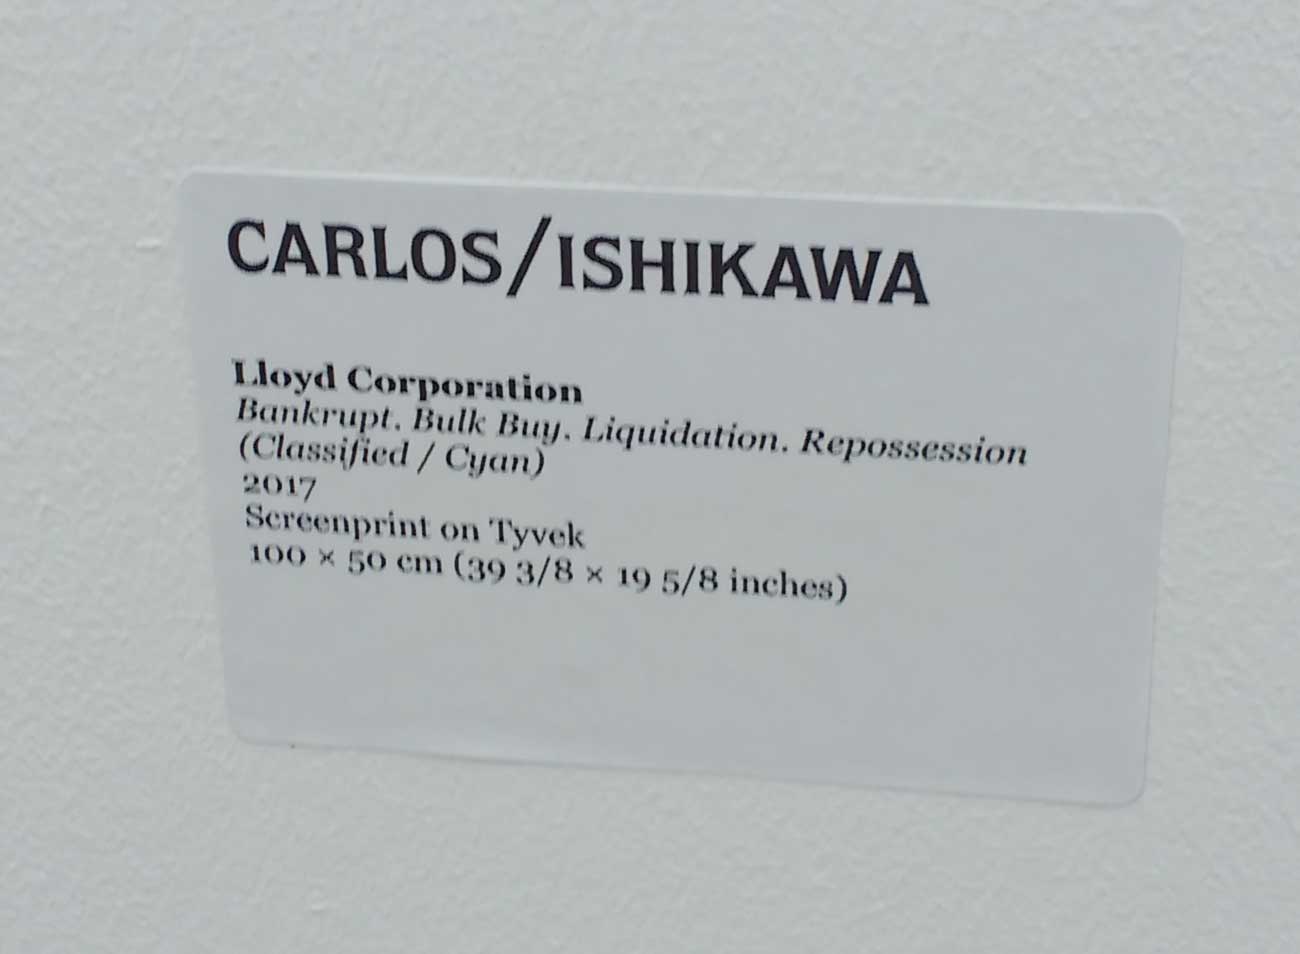 CARLOS/ISHIKAWA
Lloyd Corporation
Bankrupt. Bulk Buy. Liquidation. Repossession
(Classified / Cyan)
2017
Screenprint on Tyvek
100 × 50 cm (39 3/8 × 19 5/8 inches)